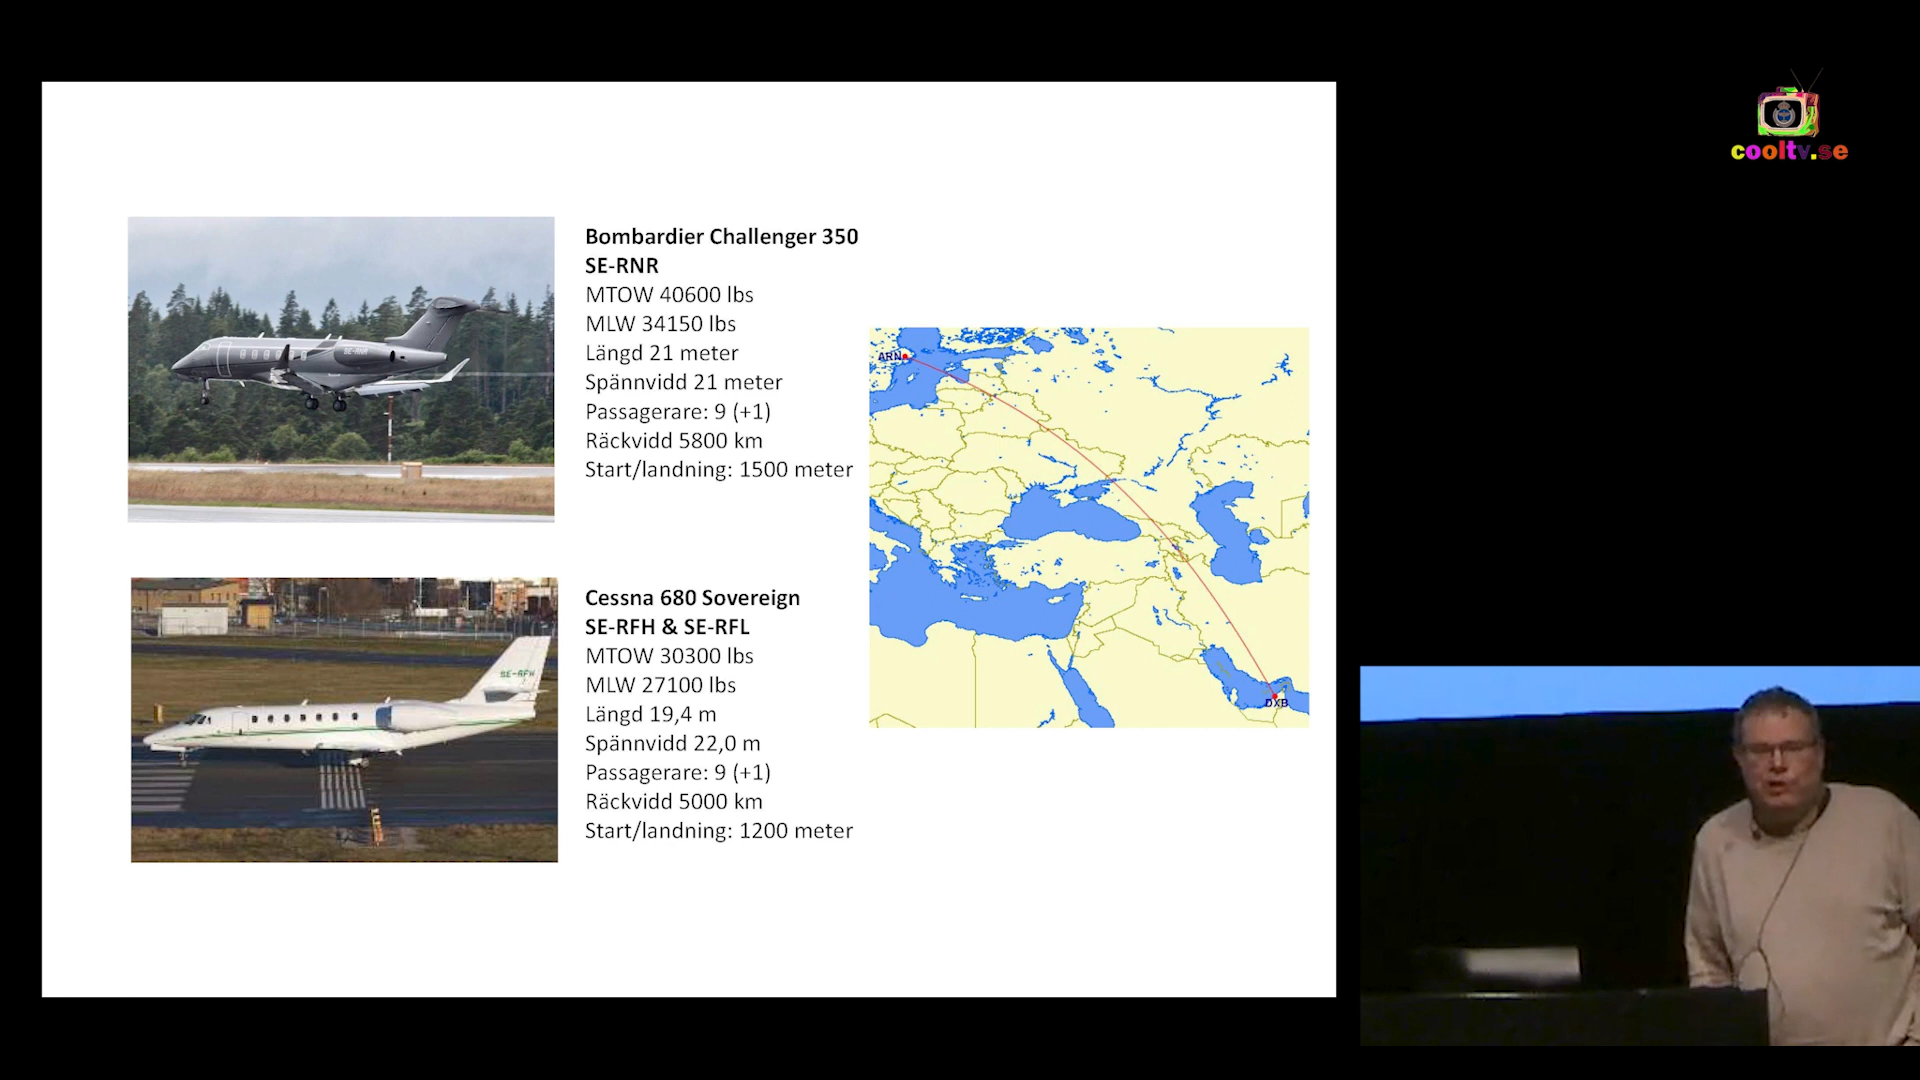 cooltv.se
Bombardier Challenger 350
SE-RNR
MTOW 40600 lbs
MLW 34150 lbs
Längd 21 meter
Spännvidd 21 meter
Passagerare: 9 (+1)
Räckvidd 5800 km
Start/landning: 1500 meter
SE-RNR
ARN
DXB
Cessna 680 Sovereign
SE-RFH & SE-RFL
MTOW 30300 lbs
MLW 27100 lbs
Längd 19,4 m
Spännvidd 22,0 m
Passagerare: 9 (+1)
Räckvidd 5000 km
Start/landning: 1200 meter
SE-RFH